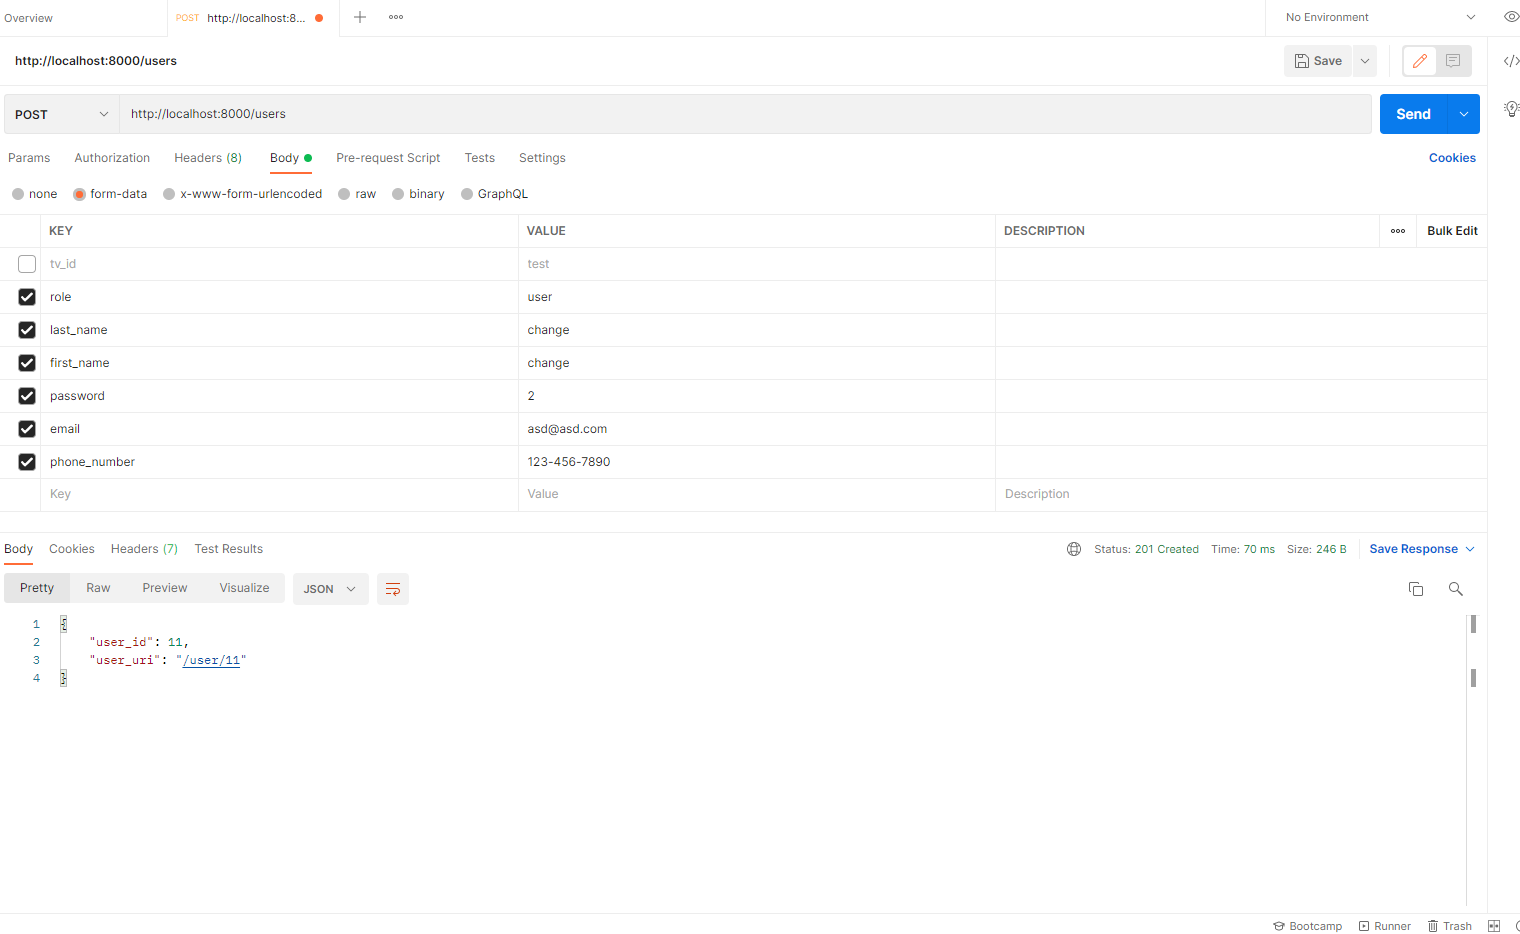 Overview
POST http://localhost:8...
No Environment
http://localhost:8000/users
Save
POST
http://localhost:8000/users
Send
Params Authorization Headers (8) Body Pre-request Script Tests Settings Cookies
none form-data x-www-form-urlencoded raw binary GraphQL
KEY VALUE DESCRIPTION Bulk Edit
tv_id test
role user
last_name change
first_name change
password 2
email asd@asd.com
phone_number 123-456-7890
Key Value Description
Body Cookies Headers (7) Test Results Status: 201 Created Time: 70 ms Size: 246 B Save Response
Pretty Raw Preview Visualize JSON
1 {
2 "user_id": 11,
3 "user_uri": "/user/11"
4 }
Bootcamp Runner Trash